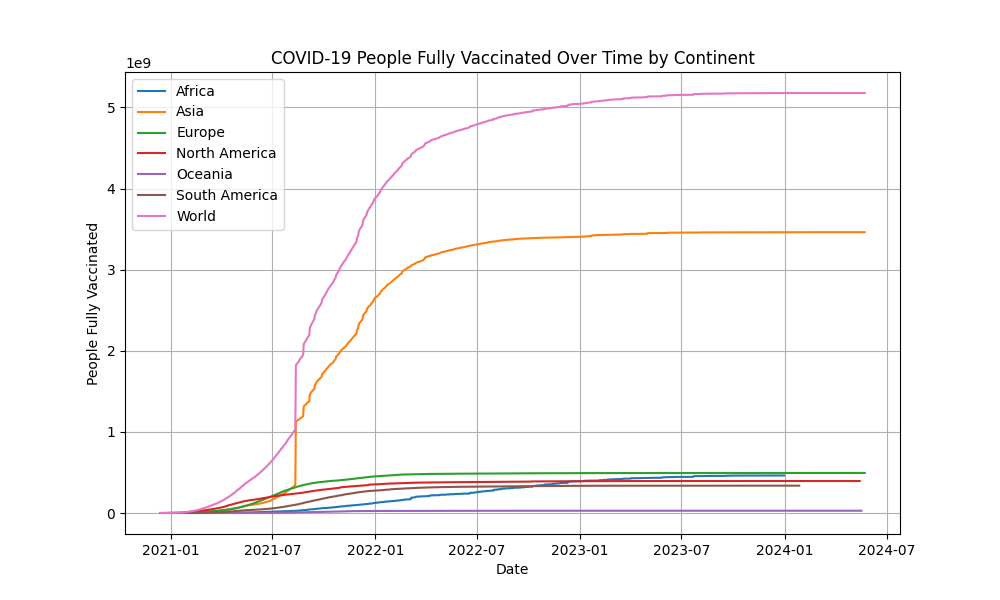 COVID-19 People Fully Vaccinated Over Time by Continent
1e9
Africa
Asia
Europe
North America
Oceania
South America
World
5
4
3
2
1
0
People Fully Vaccinated
2021-01 2021-07 2022-01 2022-07 2023-01 2023-07 2024-01 2024-07
Date